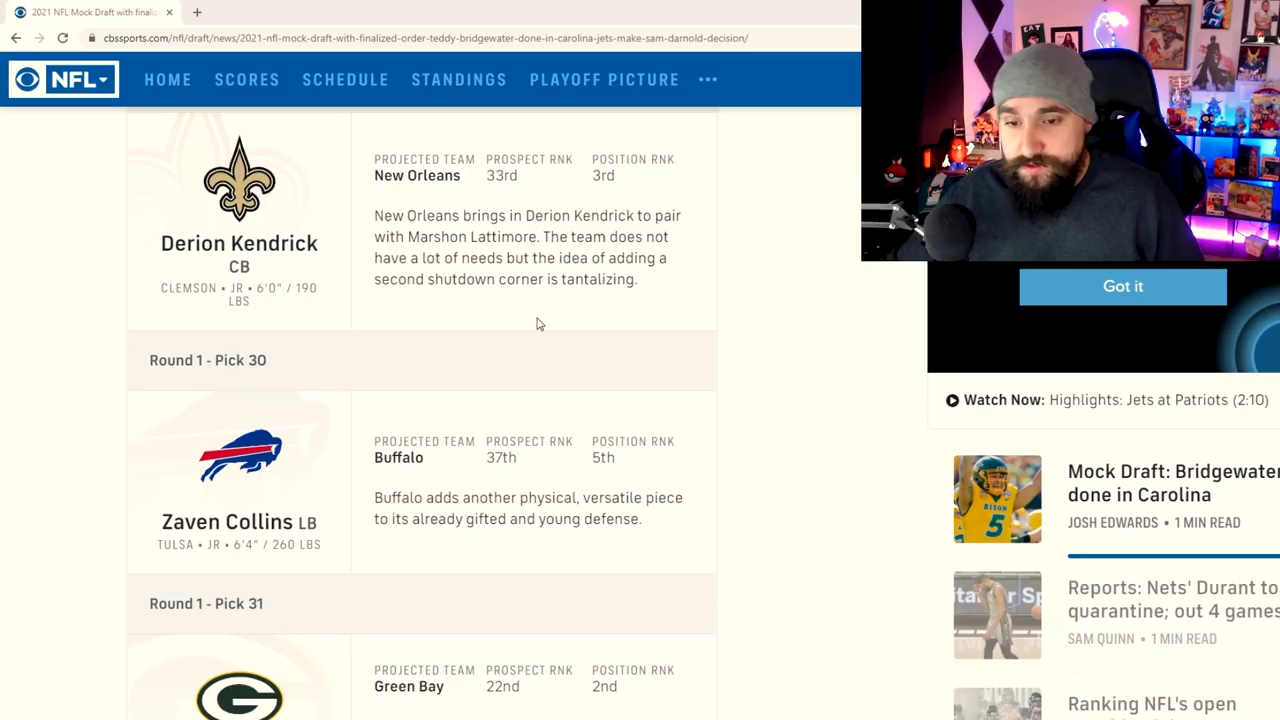 2021 NFL Mock Draft with finaliz
cbssports.com/nfl/draft/news/2021-nfl-mock-draft-with-finalized-order-teddy-bridgewater-done-in-carolina-jets-make-sam-darnold-decision/
NFL
HOME
SCORES
SCHEDULE
STANDINGS
PLAYOFF PICTURE
Derion Kendrick
CB
CLEMSON • JR • 6'0" / 190
LBS
PROJECTED TEAM PROSPECT RNK POSITION RNK
New Orleans 33rd 3rd
New Orleans brings in Derion Kendrick to pair
with Marshon Lattimore. The team does not
have a lot of needs but the idea of adding a
second shutdown corner is tantalizing.
Round 1 - Pick 30
Zaven Collins LB
TULSA • JR • 6'4" / 260 LBS
PROJECTED TEAM PROSPECT RNK POSITION RNK
Buffalo 37th 5th
Buffalo adds another physical, versatile piece
to its already gifted and young defense.
Round 1 - Pick 31
G
PROJECTED TEAM PROSPECT RNK POSITION RNK
Green Bay 22nd 2nd
Got it
Watch Now: Highlights: Jets at Patriots (2:10)
BISON
5
Mock Draft: Bridgewater
done in Carolina
JOSH EDWARDS • 1 MIN READ
Reports: Nets' Durant to
quarantine; out 4 games
SAM QUINN • 1 MIN READ
Ranking NFL's open